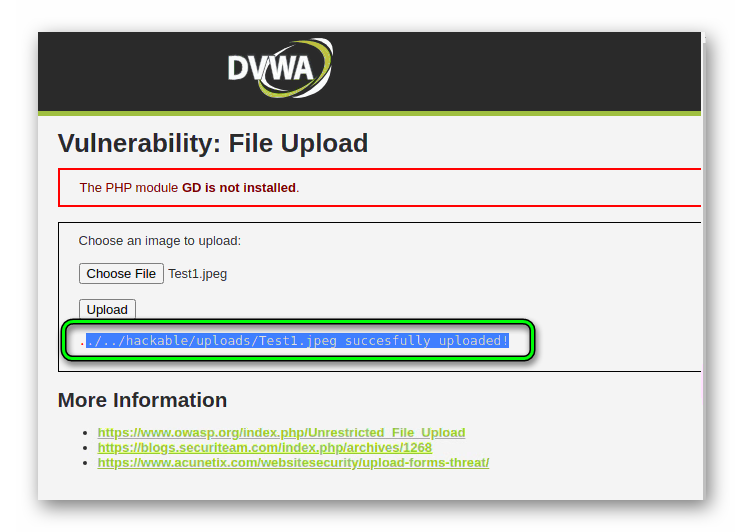 DVWA
Vulnerability: File Upload
The PHP module GD is not installed.
Choose an image to upload:
Choose File Test1.jpeg
Upload
../../hackable/uploads/Test1.jpeg succesfully uploaded!
More Information
https://www.owasp.org/index.php/Unrestricted_File_Upload
https://blogs.securiteam.com/index.php/archives/1268
https://www.acunetix.com/websitesecurity/upload-forms-threat/